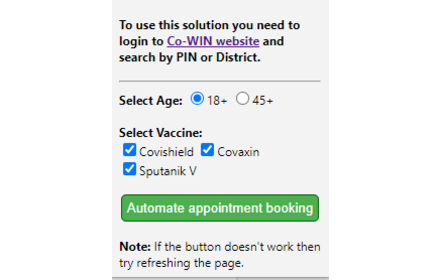 To use this solution you need to
login to Co-WIN website and
search by PIN or District.
Select Age: 18+ 45+
Select Vaccine:
Covishield Covaxin
Sputanik V
Automate appointment booking
Note: If the button doesn't work then
try refreshing the page.